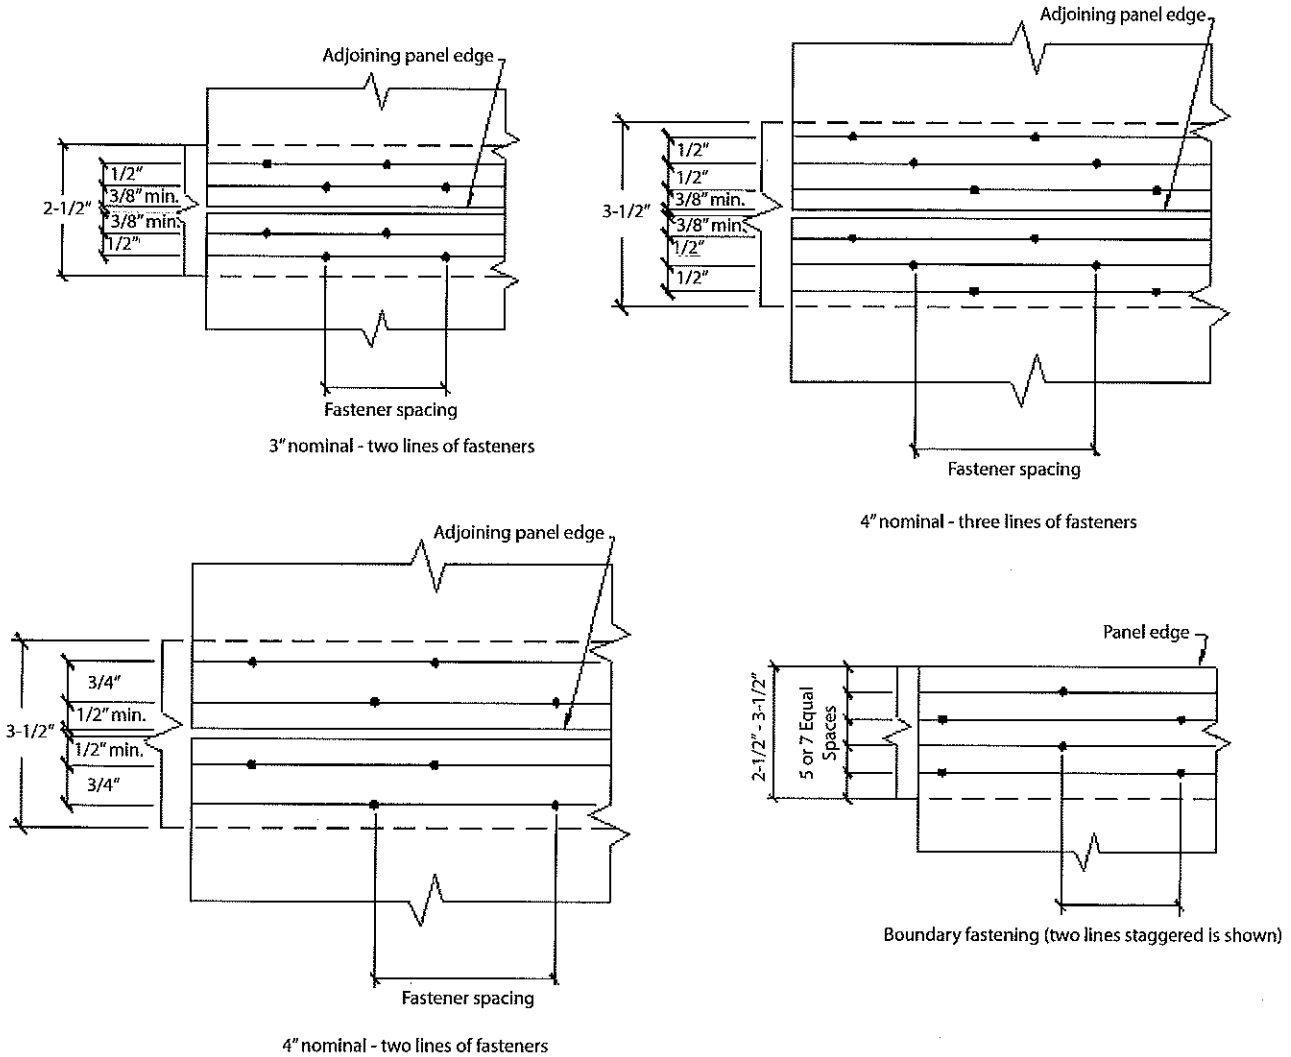 Adjoining panel edge
1/2"
3/8" min.
2-1/2"
3/8" min.
1/2"
Fastener spacing
3" nominal - two lines of fasteners
Adjoining panel edge
1/2"
1/2"
3/8" min.
3-1/2"
3/8" min.
1/2"
1/2"
Fastener spacing
4" nominal - three lines of fasteners
Adjoining panel edge
3/4"
1/2" min.
3-1/2"
1/2" min.
3/4"
Fastener spacing
4" nominal - two lines of fasteners
Panel edge
2-1/2" - 3-1/2"
5 or 7 Equal
Spaces
Boundary fastening (two lines staggered is shown)